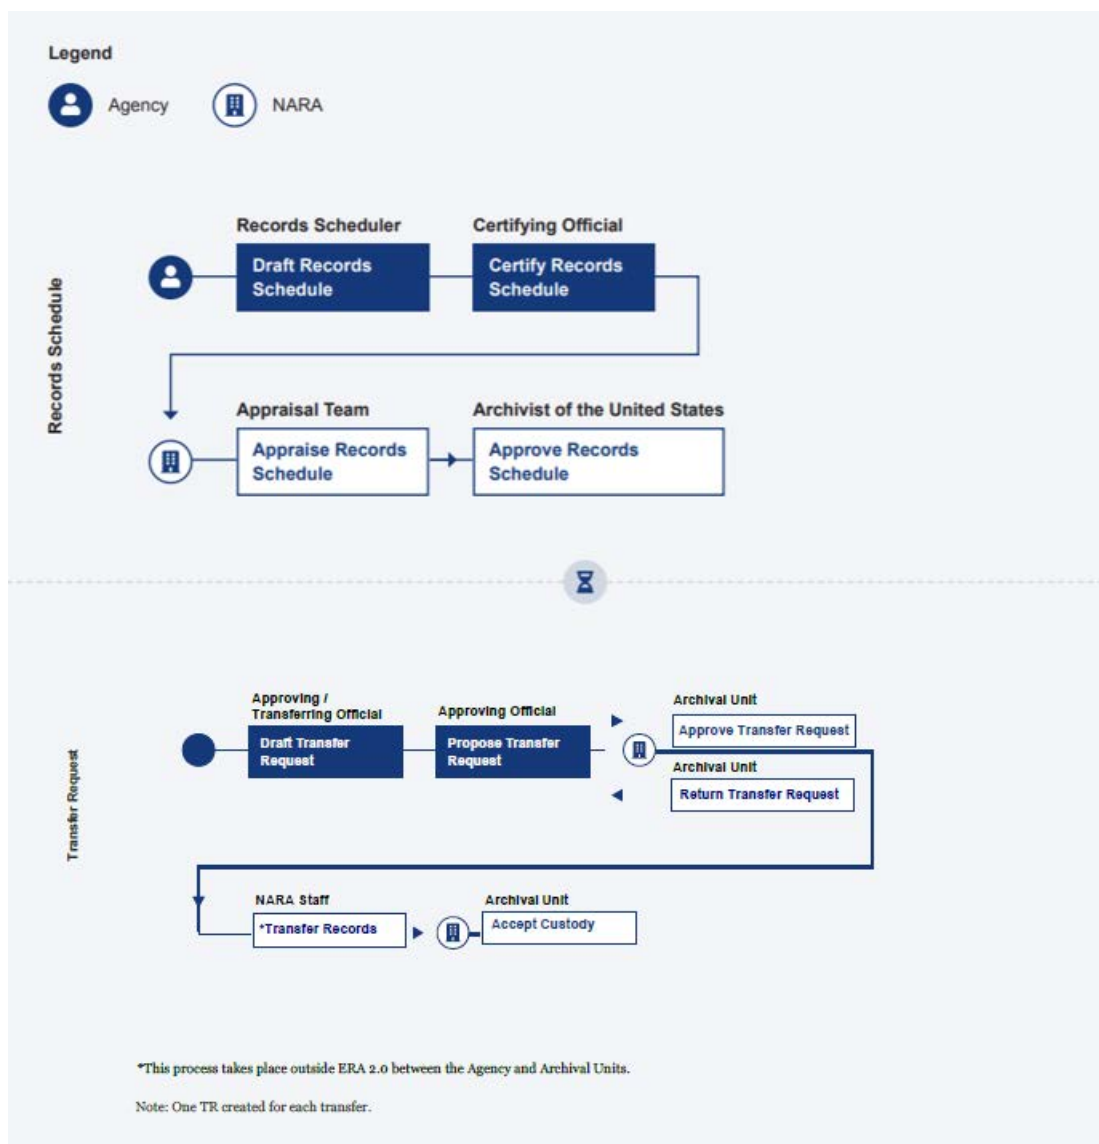 Legend
Agency
NARA
Records Schedule
Records Scheduler
Certifying Official
Draft Records
Schedule
Certify Records
Schedule
Appraisal Team
Archivist of the United States
Appraise Records
Schedule
Approve Records
Schedule
Transfer Request
Approving /
Transferring Official
Approving Official
Archival Unit
Draft Transfer
Request
Propose Transfer
Request
Approve Transfer Request
Archival Unit
Return Transfer Request
NARA Staff
Archival Unit
*Transfer Records
Accept Custody
*This process takes place outside ERA 2.0 between the Agency and Archival Units.
Note: One TR created for each transfer.